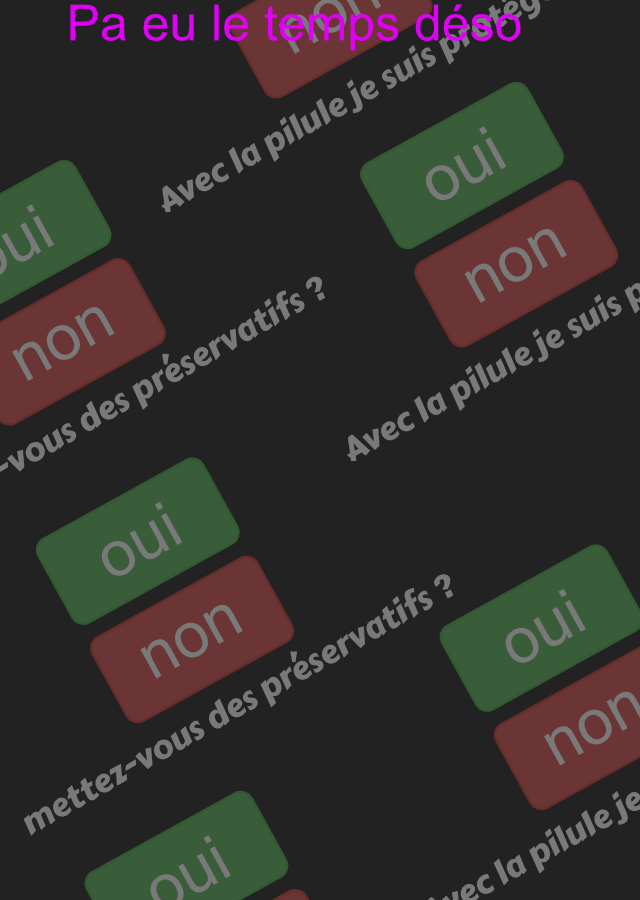 Pa eu le temps déso
non
Avec la pilule je suis protég
oui
non
oui
non
-vous des préservatifs ?
Avec la pilule je suis p
oui
non
mettez-vous des préservatifs ?
oui
non
vec la pilule je
oui